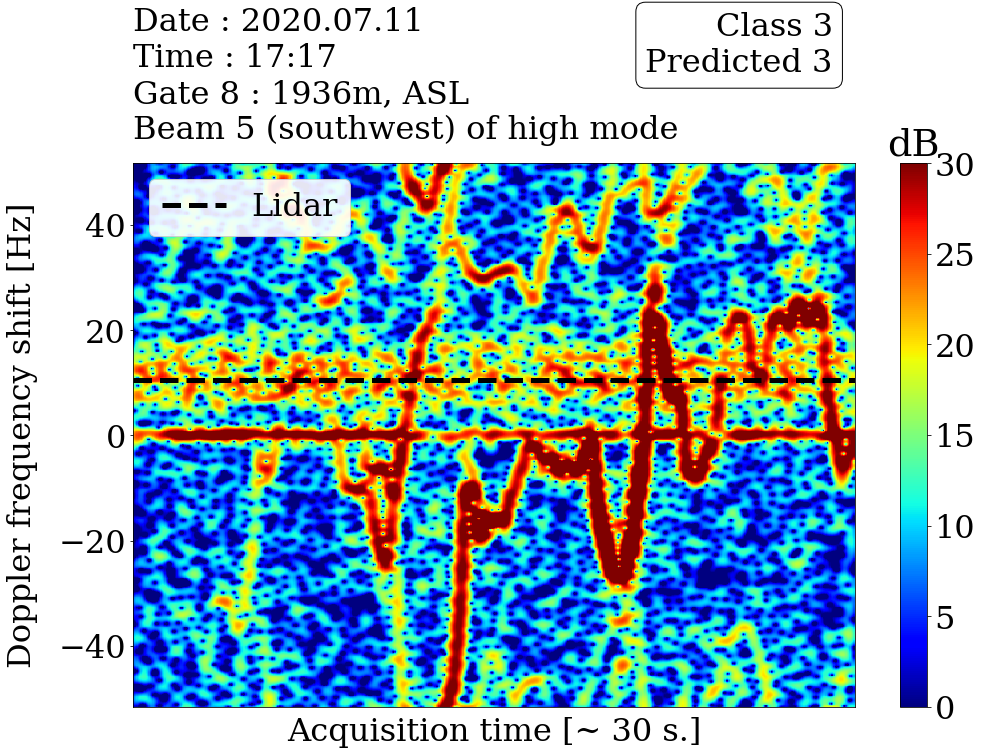 Date : 2020.07.11
Time : 17:17
Gate 8 : 1936m, ASL
Beam 5 (southwest) of high mode
Class 3
Predicted 3
dB
Lidar
Doppler frequency shift [Hz]
40
20
0
−20
−40
30
25
20
15
10
5
0
Acquisition time [~ 30 s.]